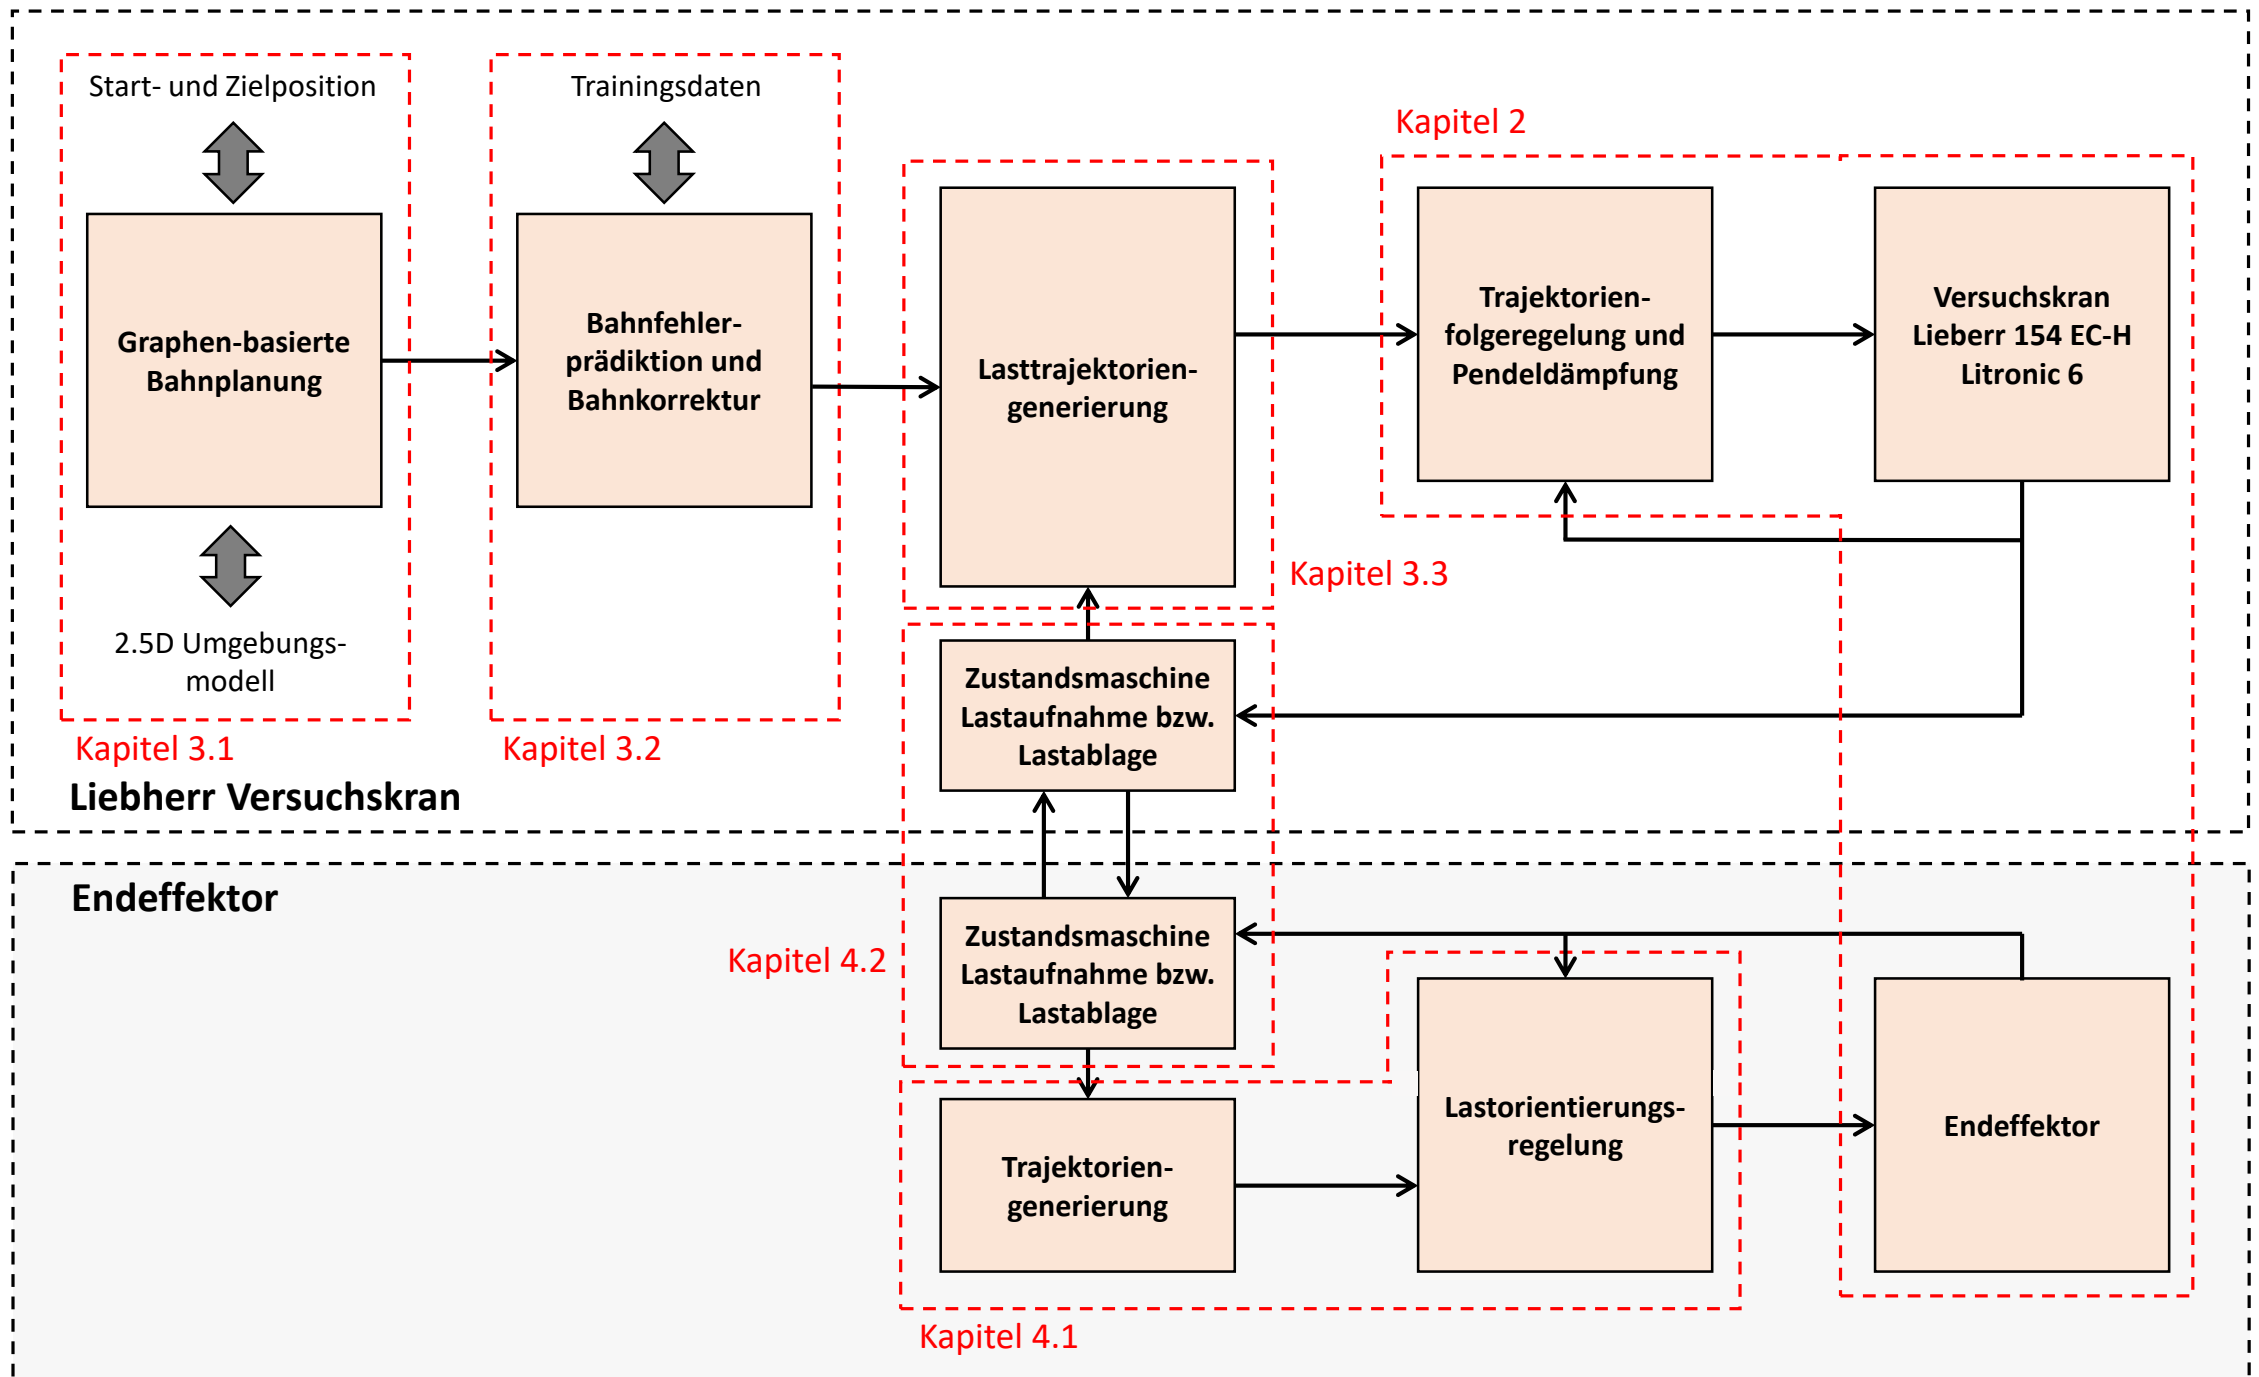 Start- und Zielposition
Graphen-basierte
Bahnplanung
2.5D Umgebungs-
modell
Kapitel 3.1
Trainingsdaten
Bahnfehler-
prädiktion und
Bahnkorrektur
Kapitel 3.2
Lasttrajektorien-
generierung
Kapitel 3.3
Kapitel 2
Trajektorien-
folgeregelung und
Pendeldämpfung
Versuchskran
Lieberr 154 EC-H
Litronic 6
Zustandsmaschine
Lastaufnahme bzw.
Lastablage
Liebherr Versuchskran
Endeffektor
Kapitel 4.2
Zustandsmaschine
Lastaufnahme bzw.
Lastablage
Trajektorien-
generierung
Lastorientierungs-
regelung
Endeffektor
Kapitel 4.1